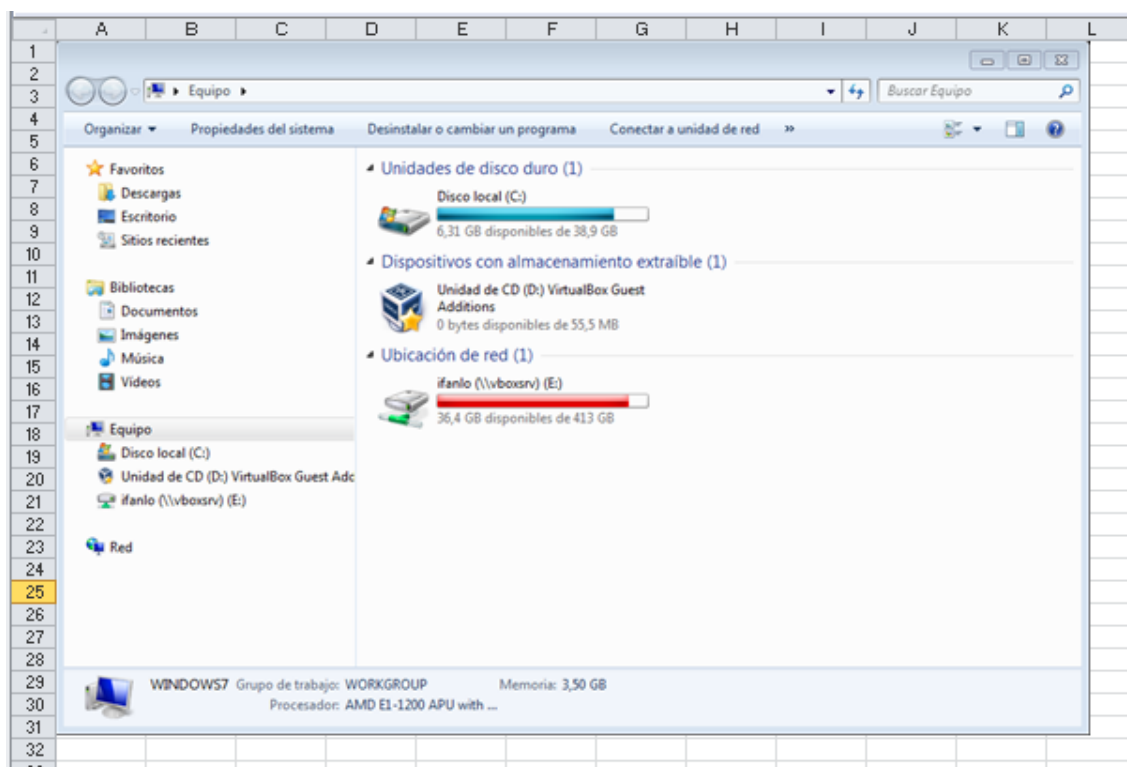 A B C D E F G H I J K L
1
2
3
4
5
6
7
8
9
10
11
12
13
14
15
16
17
18
19
20
21
22
23
24
25
26
27
28
29
30
31
32
Equipo
Buscar Equipo
Organizar Propiedades del sistema Desinstalar o cambiar un programa Conectar a unidad de red »
Favoritos
Descargas
Escritorio
Sitios recientes
Bibliotecas
Documentos
Imágenes
Música
Vídeos
Equipo
Disco local (C:)
Unidad de CD (D:) VirtualBox Guest Adc
ifanlo (\\vboxsrv) (E:)
Red
Unidades de disco duro (1)
Disco local (C:)
6,31 GB disponibles de 38,9 GB
Dispositivos con almacenamiento extraíble (1)
Unidad de CD (D:) VirtualBox Guest
Additions
0 bytes disponibles de 55,5 MB
Ubicación de red (1)
ifanlo (\\vboxsrv) (E:)
36,4 GB disponibles de 413 GB
WINDOWS7 Grupo de trabajo: WORKGROUP Memoria: 3,50 GB
Procesador: AMD E1-1200 APU with ...